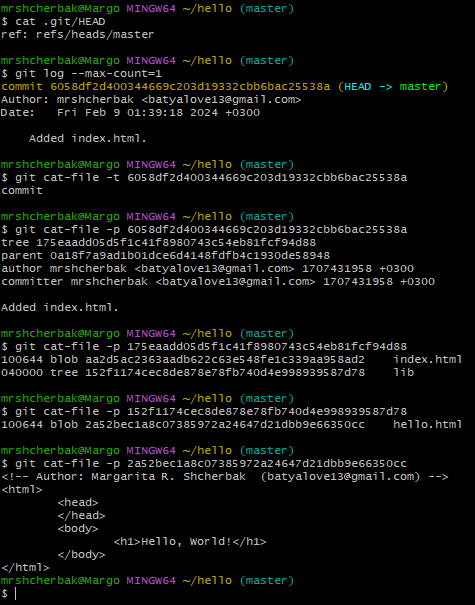 mrshcherbak@Margo MINGW64 ~/hello (master)
$ cat .git/HEAD
ref: refs/heads/master

mrshcherbak@Margo MINGW64 ~/hello (master)
$ git log --max-count=1
commit 6058df2d400344669c203d19332cbb6bac25538a (HEAD -> master)
Author: mrshcherbak <batyalove13@gmail.com>
Date:   Fri Feb 9 01:39:18 2024 +0300

    Added index.html.

mrshcherbak@Margo MINGW64 ~/hello (master)
$ git cat-file -t 6058df2d400344669c203d19332cbb6bac25538a
commit

mrshcherbak@Margo MINGW64 ~/hello (master)
$ git cat-file -p 6058df2d400344669c203d19332cbb6bac25538a
tree 175eaadd05d5f1c41f8980743c54eb81fcf94d88
parent 0a18f7a9ad1b01dce6d4148fdfb4c1930de58948
author mrshcherbak <batyalove13@gmail.com> 1707431958 +0300
committer mrshcherbak <batyalove13@gmail.com> 1707431958 +0300

Added index.html.

mrshcherbak@Margo MINGW64 ~/hello (master)
$ git cat-file -p 175eaadd05d5f1c41f8980743c54eb81fcf94d88
100644 blob aa2d5ac2363aadb622c63e548fe1c339aa958ad2    index.html
040000 tree 152f1174cec8de878e78fb740d4e998939587d78    lib

mrshcherbak@Margo MINGW64 ~/hello (master)
$ git cat-file -p 152f1174cec8de878e78fb740d4e998939587d78
100644 blob 2a52bec1a8c07385972a24647d21dbb9e66350cc    hello.html

mrshcherbak@Margo MINGW64 ~/hello (master)
$ git cat-file -p 2a52bec1a8c07385972a24647d21dbb9e66350cc
<!-- Author: Margarita R. Shcherbak  (batyalove13@gmail.com) -->
<html>
        <head>
        </head>
        <body>
                <h1>Hello, World!</h1>
        </body>
</html>
mrshcherbak@Margo MINGW64 ~/hello (master)
$